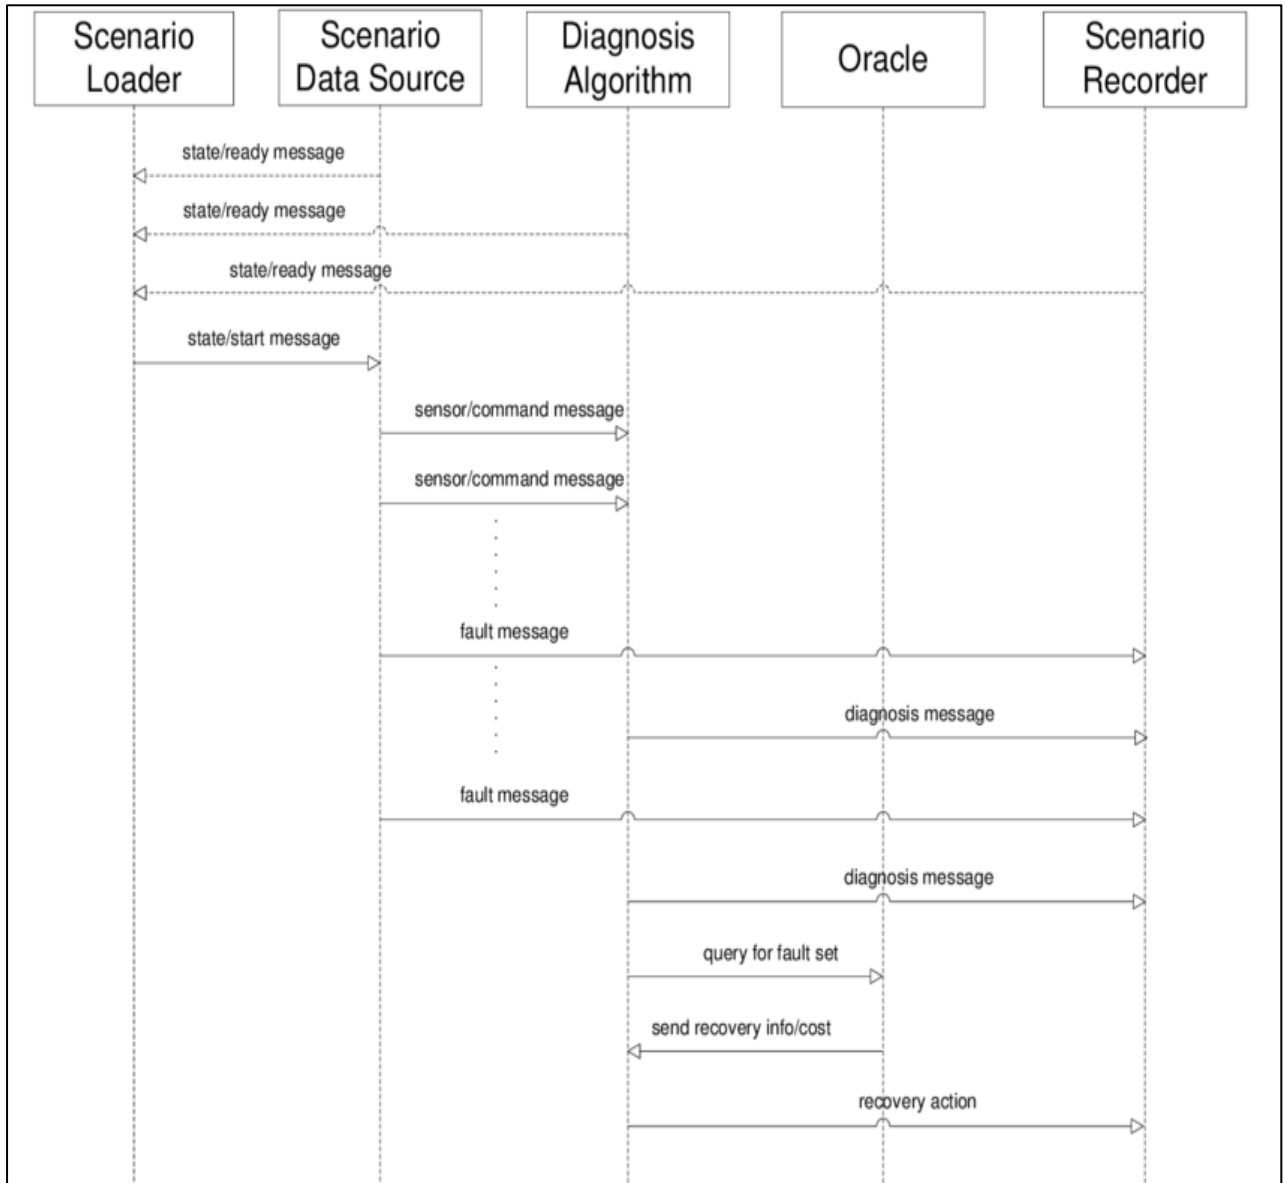 Scenario
Loader
Scenario
Data Source
Diagnosis
Algorithm
Oracle
Scenario
Recorder
state/ready message
state/ready message
state/ready message
state/start message
sensor/command message
sensor/command message
fault message
diagnosis message
fault message
diagnosis message
query for fault set
send recovery info/cost
recovery action